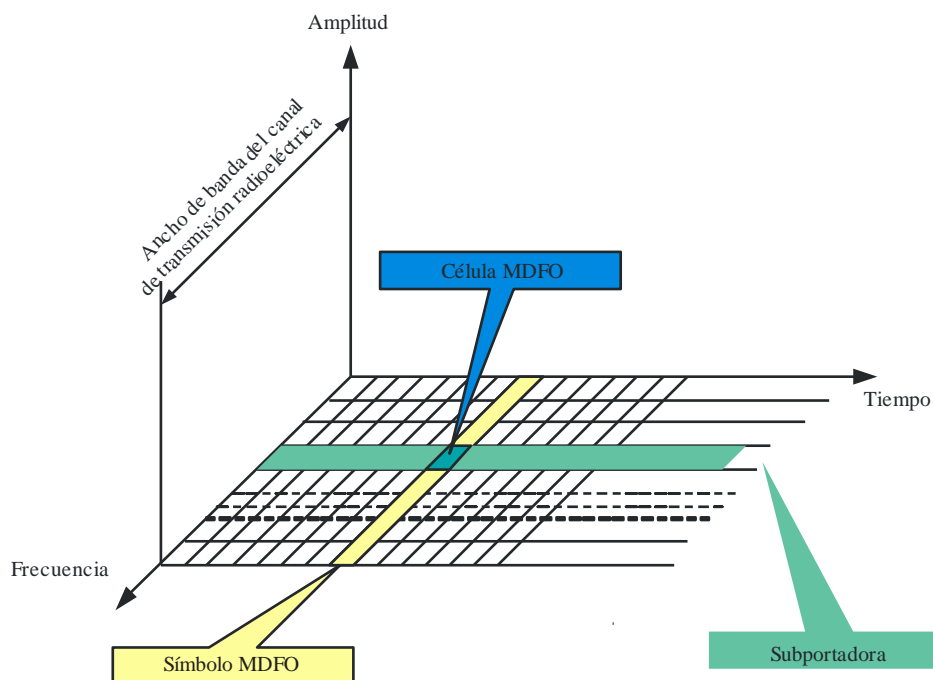 Amplitud
Ancho de banda del canal
de transmisión radioeléctrica
Célula MDFO
Tiempo
Frecuencia
Símbolo MDFO
Subportadora